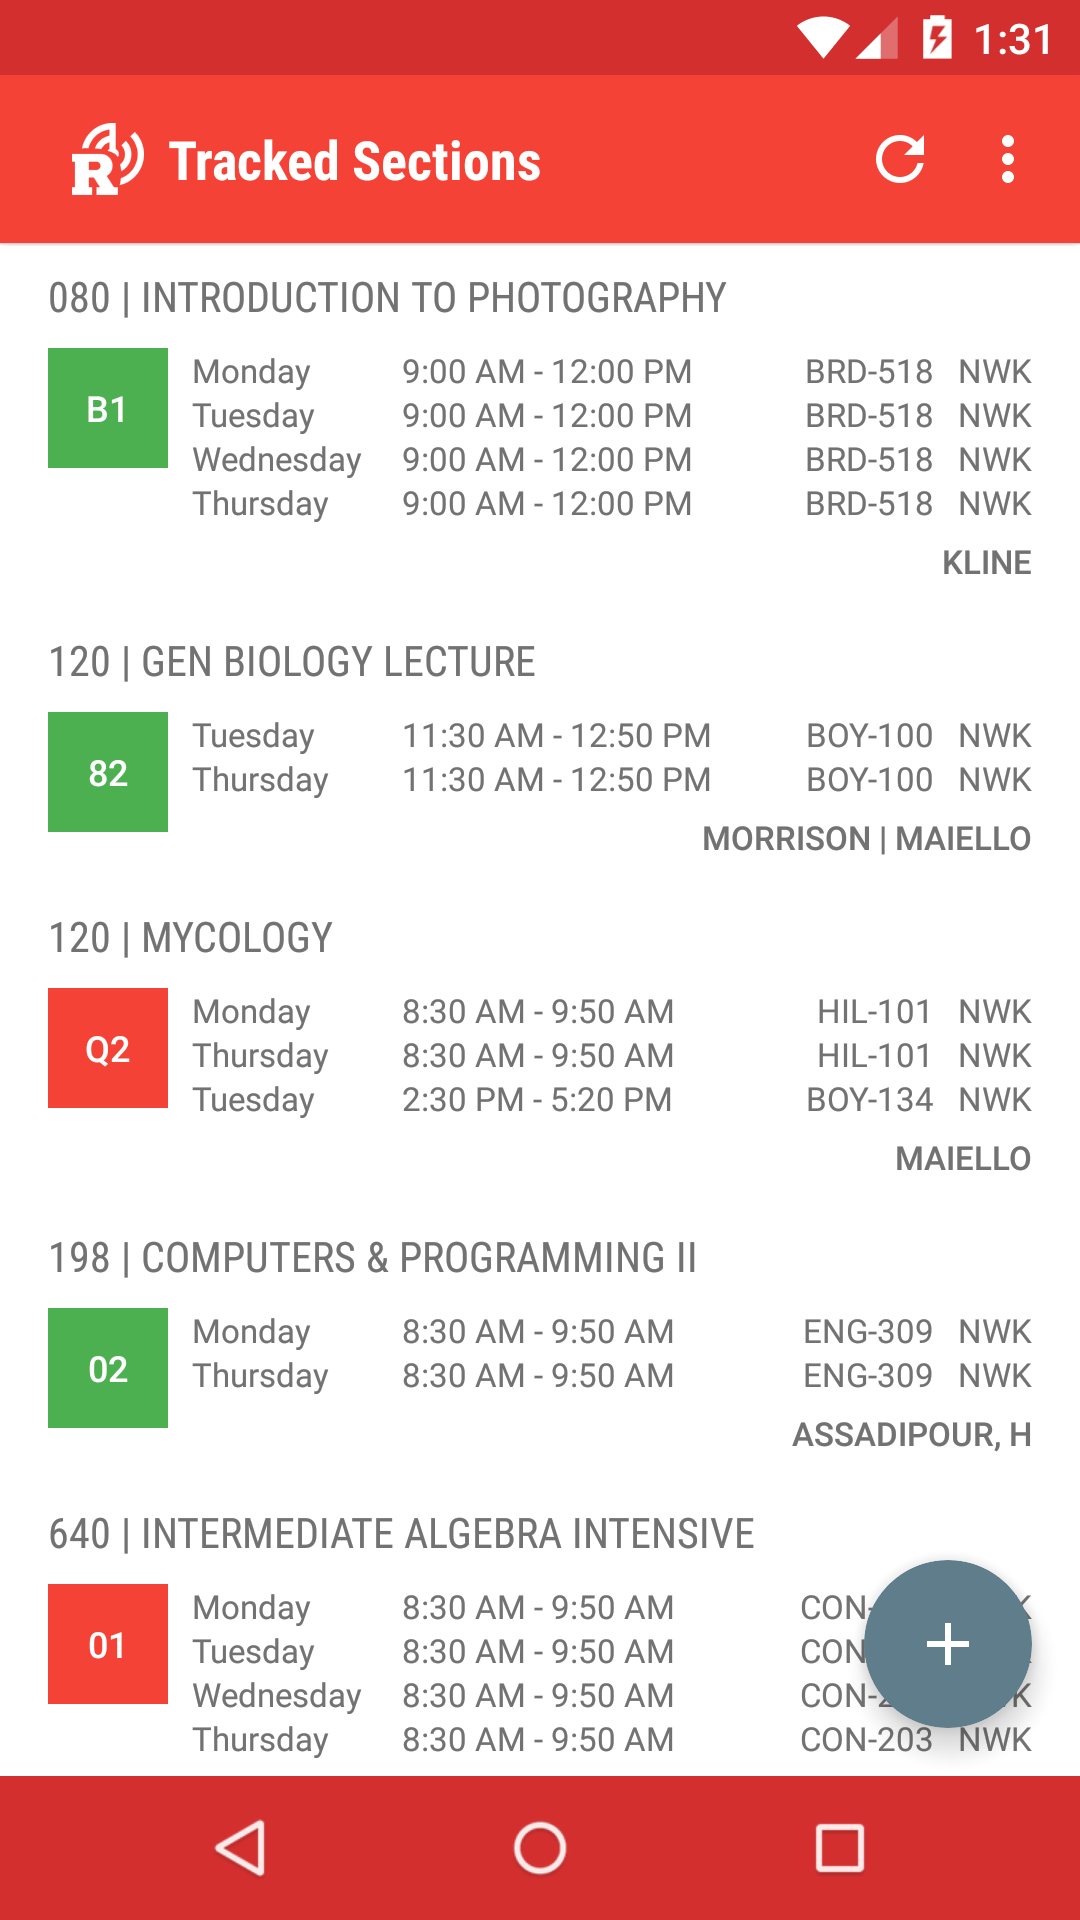 1:31
R Tracked Sections
080 | INTRODUCTION TO PHOTOGRAPHY
B1
Monday 9:00 AM - 12:00 PM BRD-518 NWK
Tuesday 9:00 AM - 12:00 PM BRD-518 NWK
Wednesday 9:00 AM - 12:00 PM BRD-518 NWK
Thursday 9:00 AM - 12:00 PM BRD-518 NWK
KLINE
120 | GEN BIOLOGY LECTURE
82
Tuesday 11:30 AM - 12:50 PM BOY-100 NWK
Thursday 11:30 AM - 12:50 PM BOY-100 NWK
MORRISON | MAIELLO
120 | MYCOLOGY
Q2
Monday 8:30 AM - 9:50 AM HIL-101 NWK
Thursday 8:30 AM - 9:50 AM HIL-101 NWK
Tuesday 2:30 PM - 5:20 PM BOY-134 NWK
MAIELLO
198 | COMPUTERS & PROGRAMMING II
02
Monday 8:30 AM - 9:50 AM ENG-309 NWK
Thursday 8:30 AM - 9:50 AM ENG-309 NWK
ASSADIPOUR, H
640 | INTERMEDIATE ALGEBRA INTENSIVE
01
Monday 8:30 AM - 9:50 AM
Tuesday 8:30 AM - 9:50 AM
Wednesday 8:30 AM - 9:50 AM
Thursday 8:30 AM - 9:50 AM CON-203 NWK